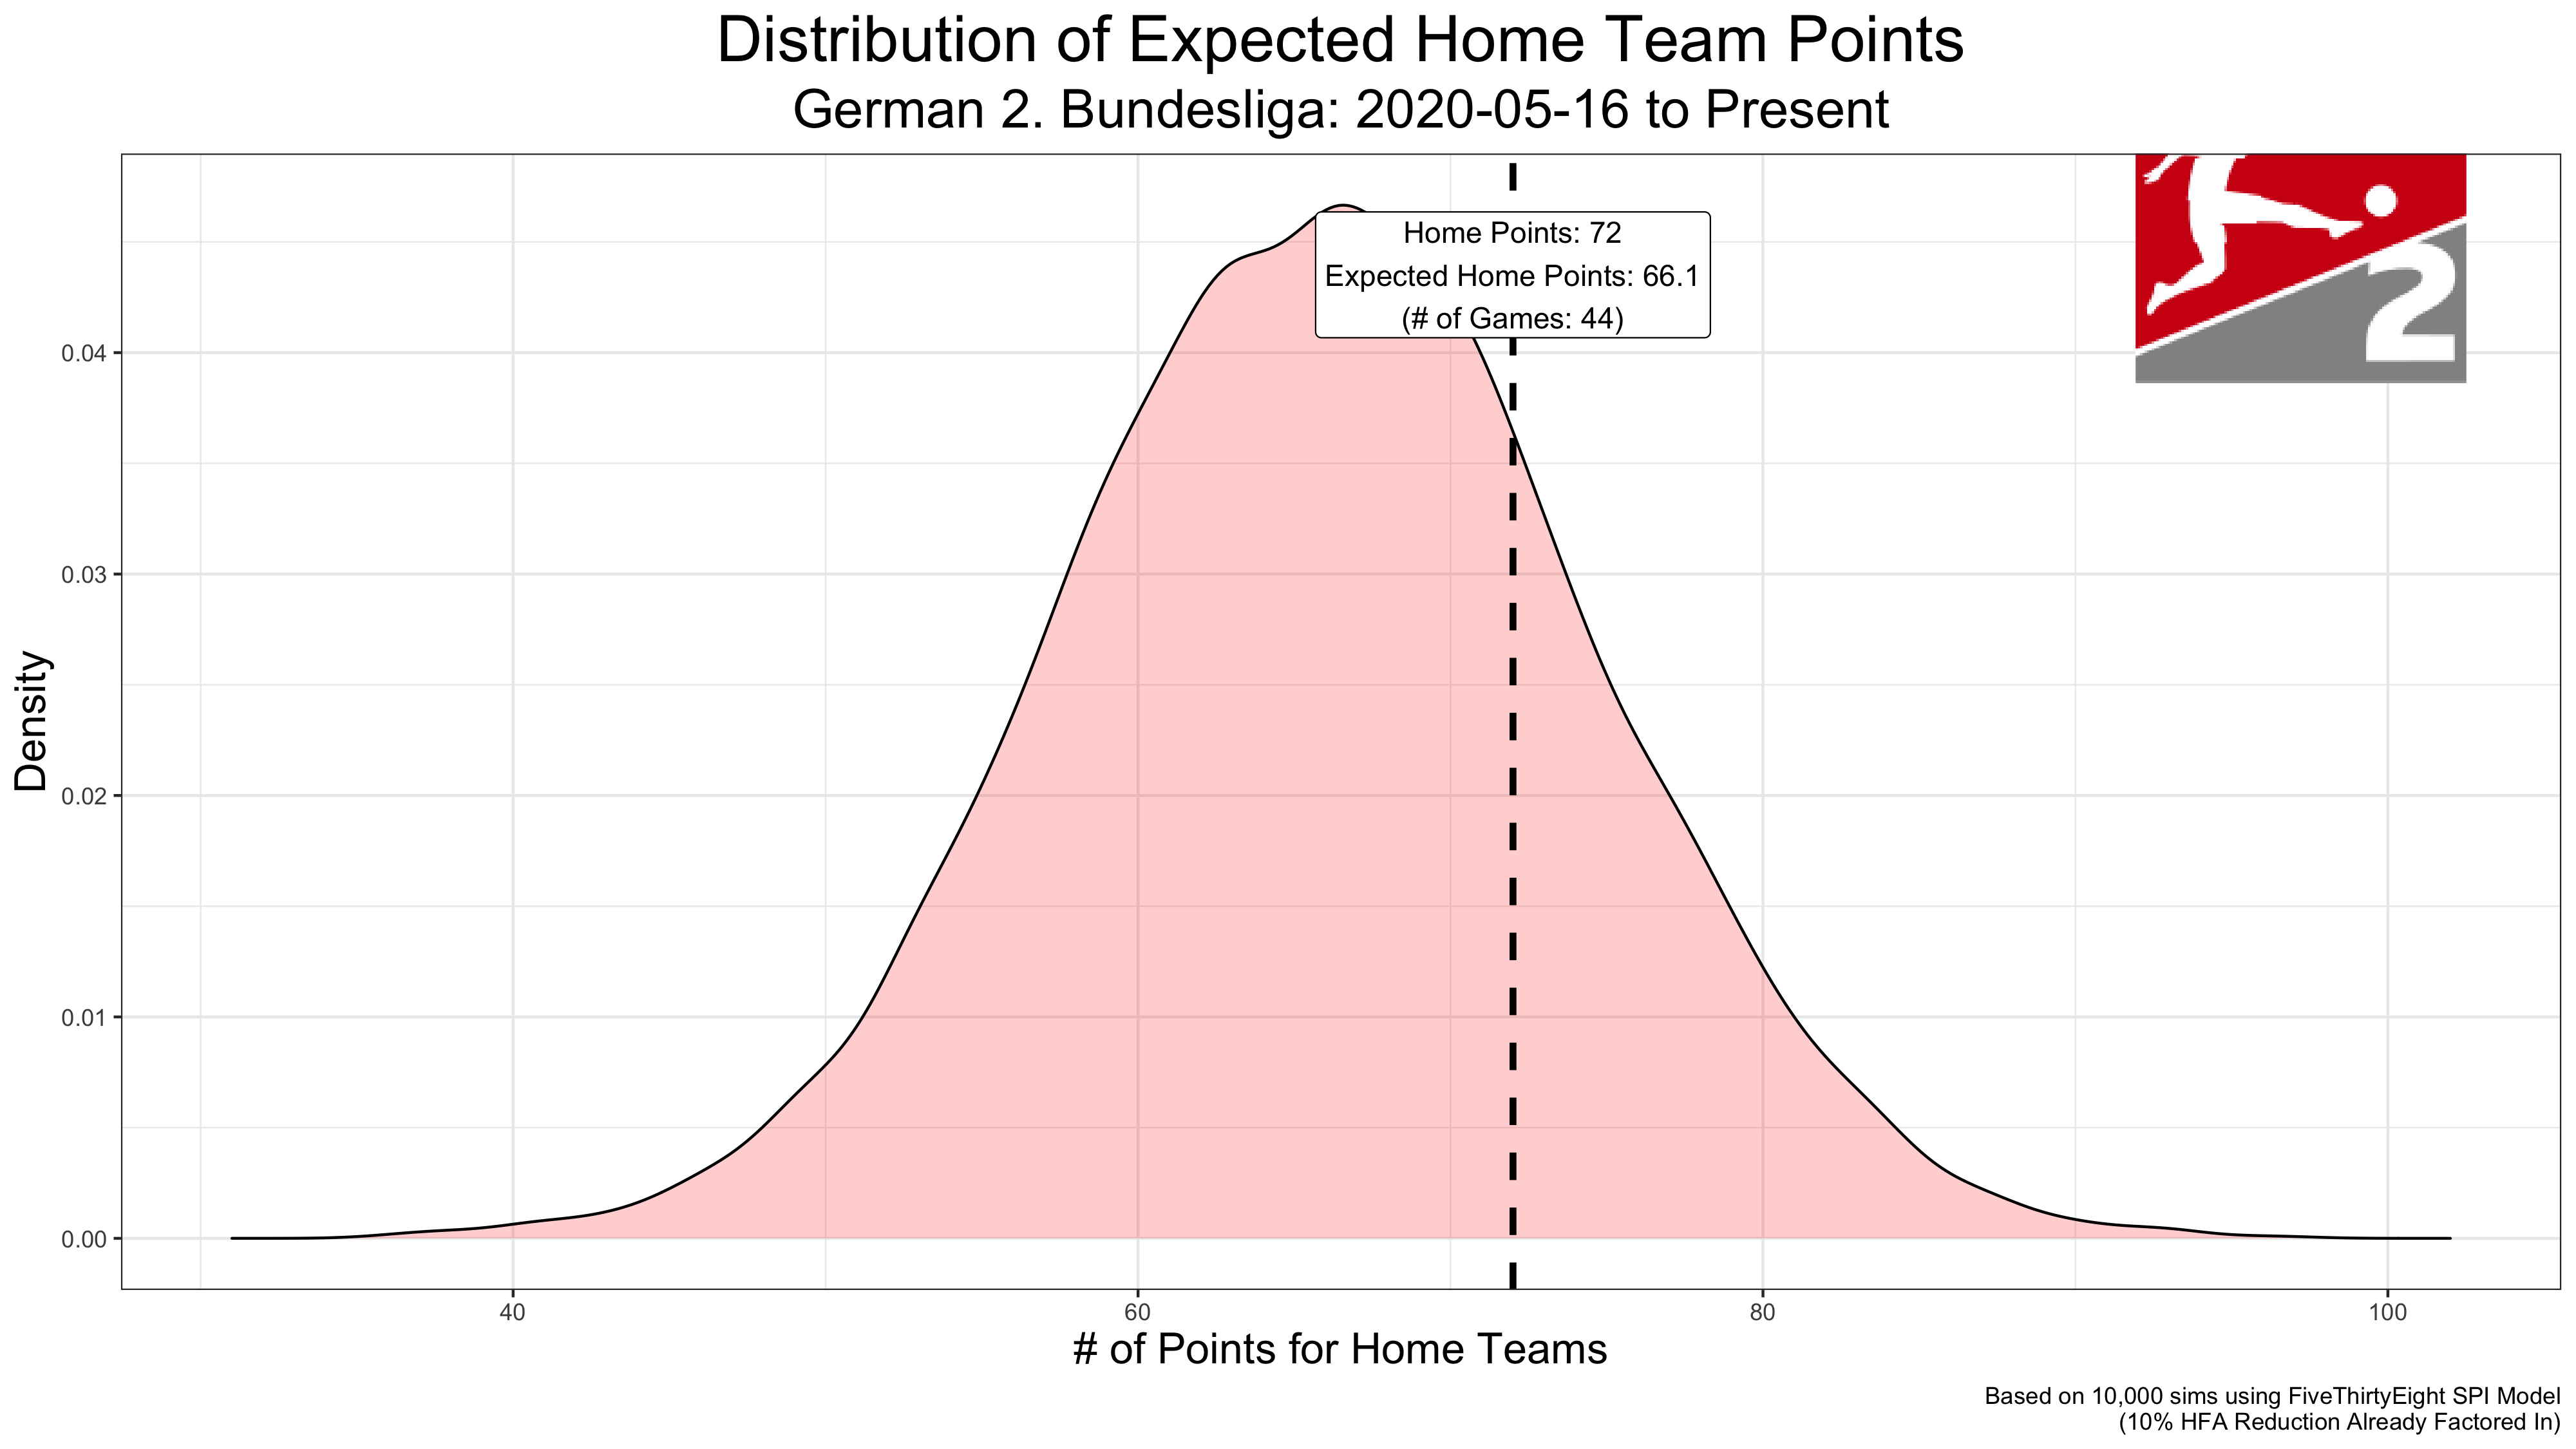 Distribution of Expected Home Team Points
German 2. Bundesliga: 2020-05-16 to Present
Home Points: 72
Expected Home Points: 66.1
(# of Games: 44)
2
0.04
0.03
0.02
0.01
0.00
Density
40 60 80 100
# of Points for Home Teams
Based on 10,000 sims using FiveThirtyEight SPI Model
(10% HFA Reduction Already Factored In)